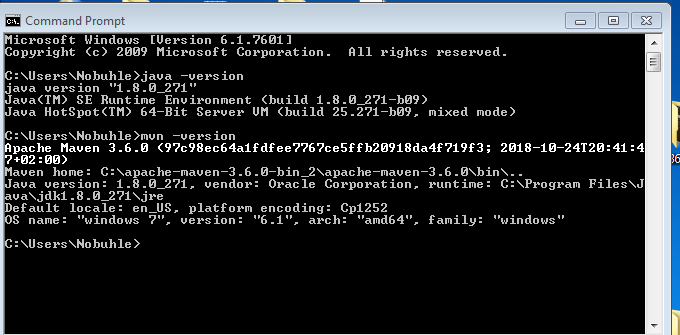 Command Prompt
Microsoft Windows [Version 6.1.7601]
Copyright (c) 2009 Microsoft Corporation.  All rights reserved.
C:\Users\Nobuhle>java -version
java version "1.8.0_271"
Java(TM) SE Runtime Environment (build 1.8.0_271-b09)
Java HotSpot(TM) 64-Bit Server VM (build 25.271-b09, mixed mode)
C:\Users\Nobuhle>mvn -version
Apache Maven 3.6.0 (97c98ec64a1fdfee7767ce5ffb20918da4f719f3; 2018-10-24T20:41:4
7+02:00)
Maven home: C:\apache-maven-3.6.0-bin_2\apache-maven-3.6.0\bin\..
Java version: 1.8.0_271, vendor: Oracle Corporation, runtime: C:\Program Files\J
ava\jdk1.8.0_271\jre
Default locale: en_US, platform encoding: Cp1252
OS name: "windows 7", version: "6.1", arch: "amd64", family: "windows"
C:\Users\Nobuhle>